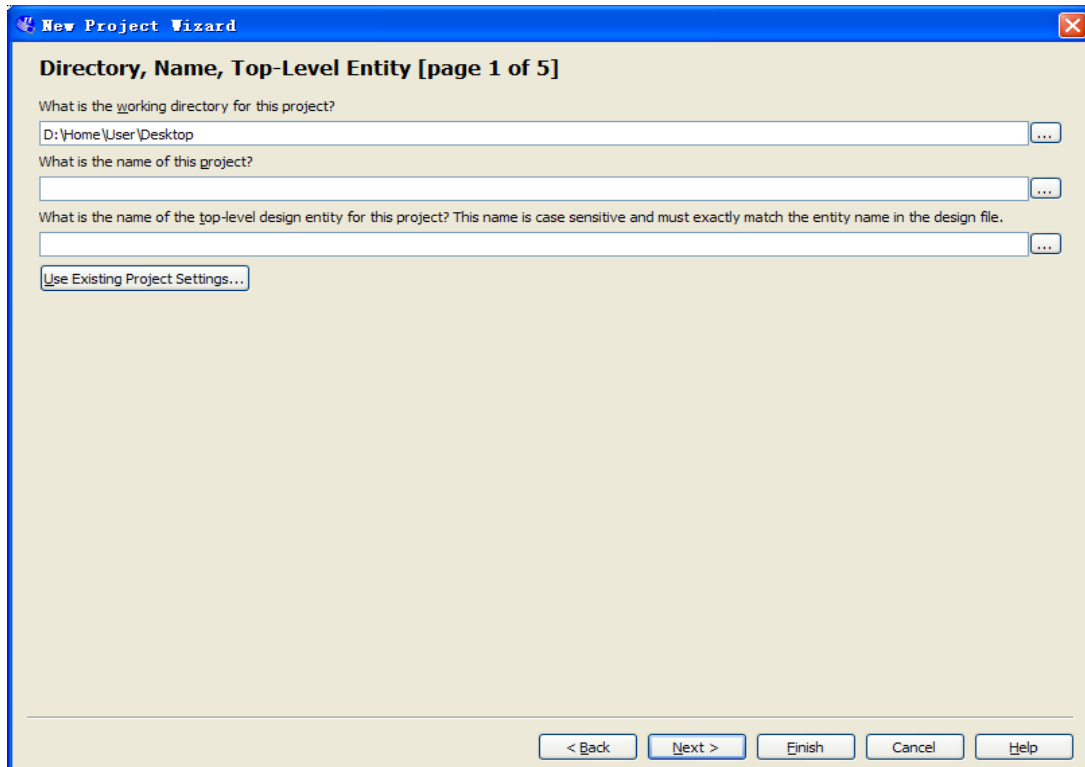 New Project Wizard
Directory, Name, Top-Level Entity [page 1 of 5]
What is the working directory for this project?
D:\Home\User\Desktop
...
What is the name of this project?
...
What is the name of the top-level design entity for this project? This name is case sensitive and must exactly match the entity name in the design file.
...
Use Existing Project Settings...
< Back Next > Finish Cancel Help